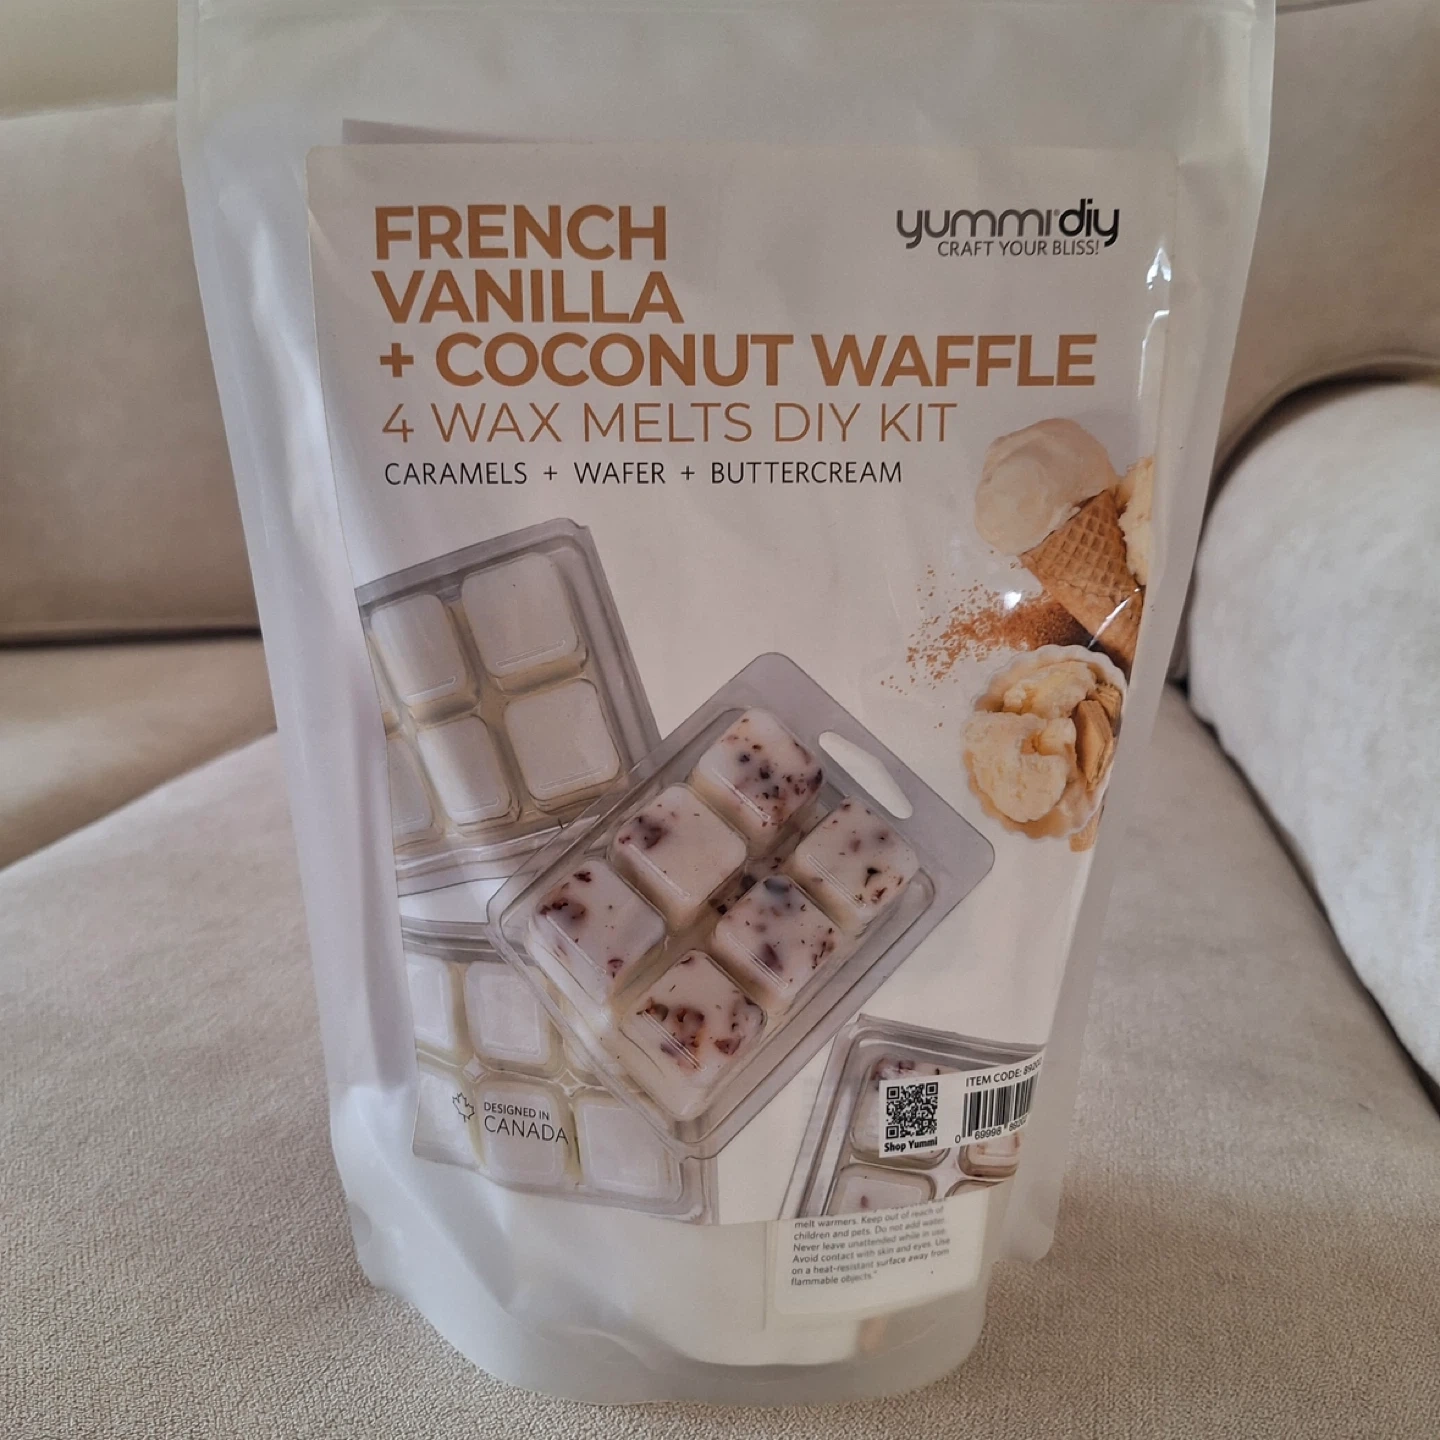 FRENCH
VANILLA
+ COCONUT WAFFLE
4 WAX MELTS DIY KIT
CARAMELS + WAFER + BUTTERCREAM
yummi diy
CRAFT YOUR BLISS!
DESIGNED IN
CANADA
ITEM CODE:
Shop Yummi
0 69998
melt warmers. Keep out of reach of
children and pets. Do not add water.
Never leave unattended while in use.
Avoid contact with skin and eyes. Use
on a heat-resistant surface away from
flammable objects."